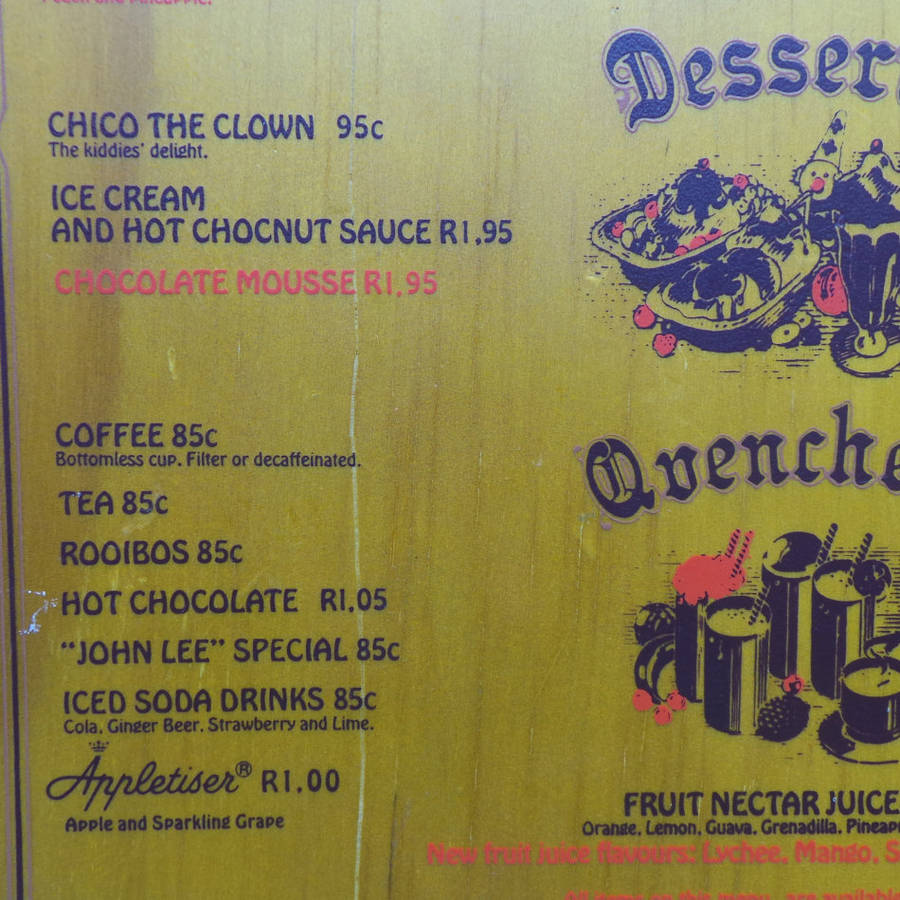 Desser
CHICO THE CLOWN 95c
The kiddies' delight.
ICE CREAM
AND HOT CHOCNUT SAUCE R1,95
CHOCOLATE MOUSSE R1,95
Quenche
COFFEE 85c
Bottomless cup. Filter or decaffeinated.
TEA 85c
ROOIBOS 85c
HOT CHOCOLATE R1,05
"JOHN LEE" SPECIAL 85c
ICED SODA DRINKS 85c
Cola, Ginger Beer, Strawberry and Lime.
Appletiser® R1.00
Apple and Sparkling Grape
FRUIT NECTAR JUICE
Orange, Lemon, Guava, Grenadilla, Pineap
New fruit juice flavours: Lychee, Mango, S